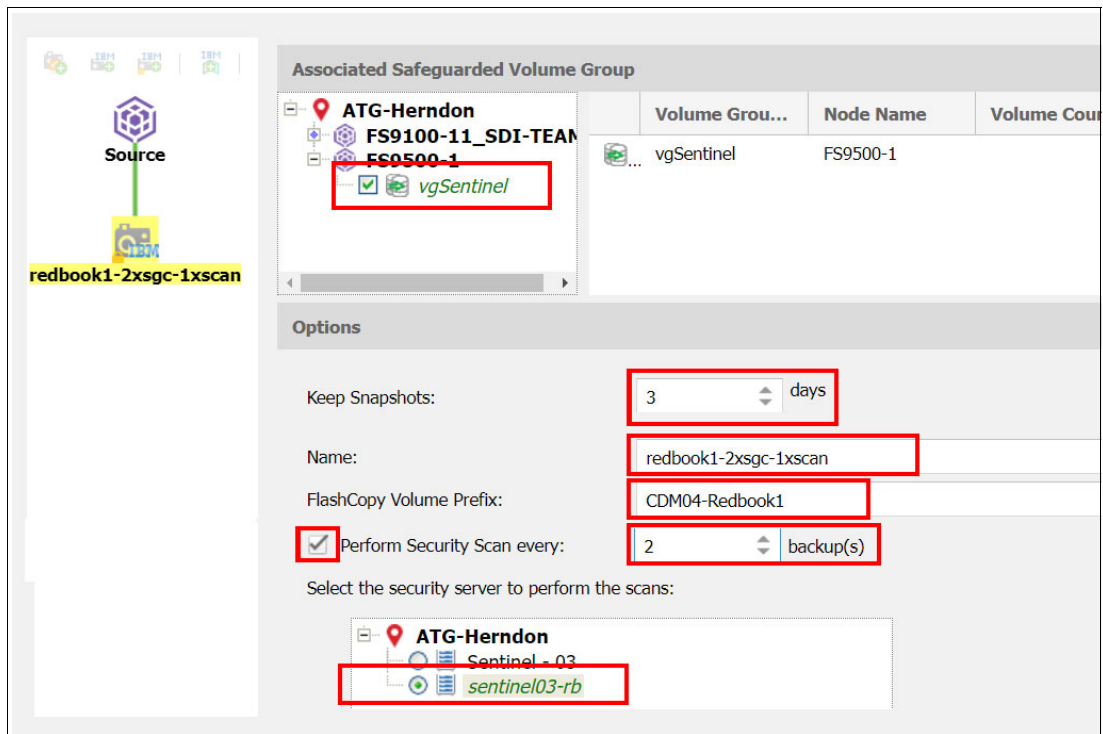 IBM IBM IBM
Source
IBM
redbook1-2xsgc-1xscan
Associated Safeguarded Volume Group
ATG-Herndon
FS9100-11_SDI-TEAM
FS9500-1
vgSentinel
Volume Grou... Node Name Volume Cour
... vgSentinel FS9500-1
Options
Keep Snapshots: 3 days
Name: redbook1-2xsgc-1xscan
FlashCopy Volume Prefix: CDM04-Redbook1
Perform Security Scan every: 2 backup(s)
Select the security server to perform the scans:
ATG-Herndon
Sentinel - 03
sentinel03-rb